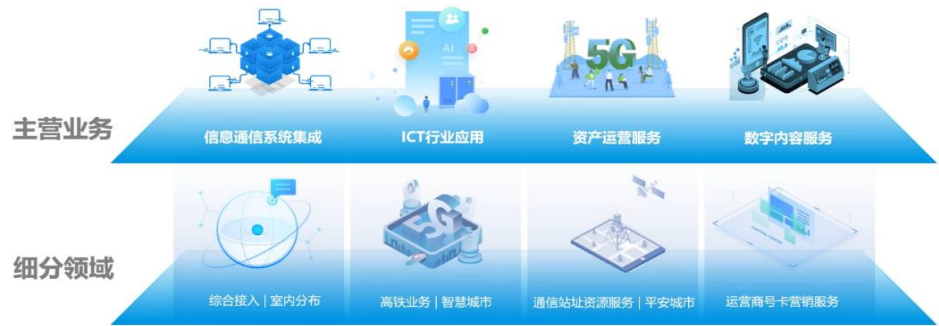 AI
5G
主营业务
信息通信系统集成
ICT行业应用
资产运营服务
数字内容服务
5G
细分领域
综合接入 | 室内分布
高铁业务 | 智慧城市
通信站址资源服务 | 平安城市
运营商号卡营销服务